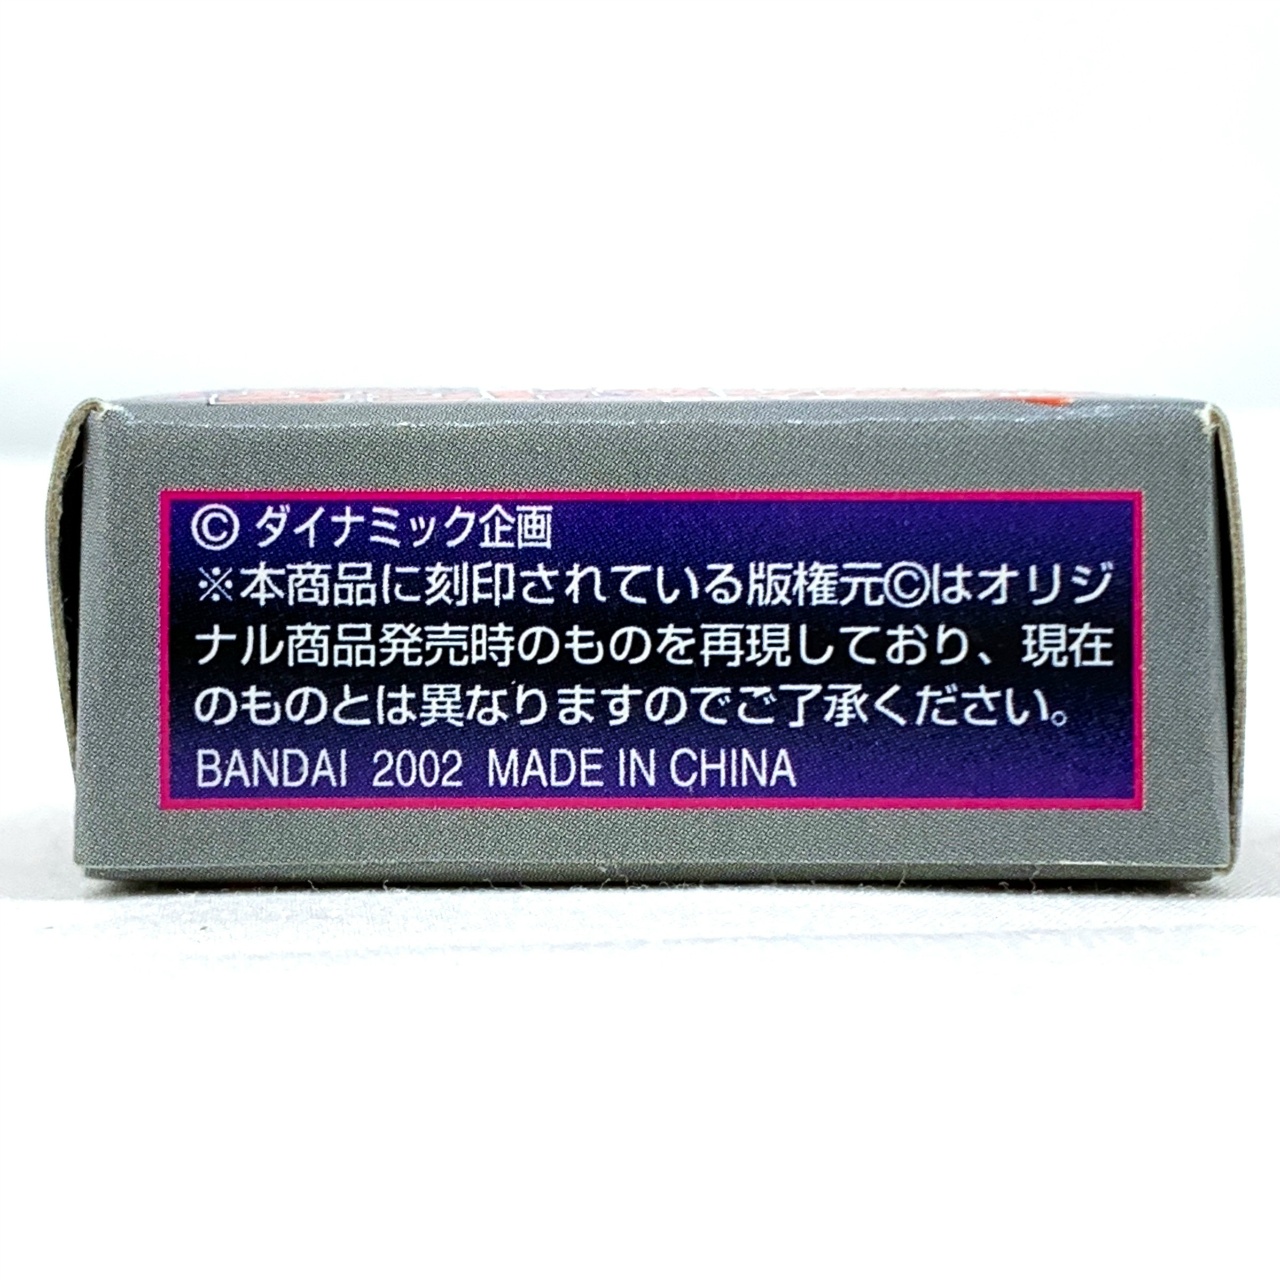 © ダイナミック企画
※本商品に刻印されている版権元©はオリジ
ナル商品発売時のものを再現しており、現在
のものとは異なりますのでご了承ください。
BANDAI 2002 MADE IN CHINA